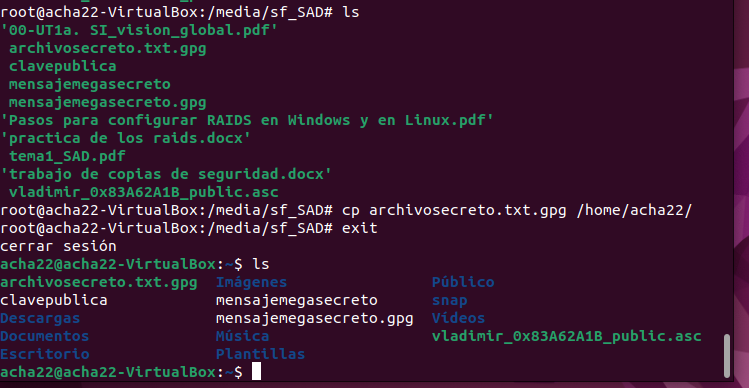 root@acha22-VirtualBox:/media/sf_SAD# ls
'00-UT1a. SI_vision_global.pdf'
archivosecreto.txt.gpg
clavepublica
mensajemegasecreto
mensajemegasecreto.gpg
'Pasos para configurar RAIDS en Windows y en Linux.pdf'
'practica de los raids.docx'
tema1_SAD.pdf
'trabajo de copias de seguridad.docx'
vladimir_0x83A62A1B_public.asc
root@acha22-VirtualBox:/media/sf_SAD# cp archivosecreto.txt.gpg /home/acha22/
root@acha22-VirtualBox:/media/sf_SAD# exit
cerrar sesión
acha22@acha22-VirtualBox:~$ ls
archivosecreto.txt.gpg Imágenes Público
clavepublica mensajemegasecreto snap
Descargas mensajemegasecreto.gpg Vídeos
Documentos Música vladimir_0x83A62A1B_public.asc
Escritorio Plantillas
acha22@acha22-VirtualBox:~$